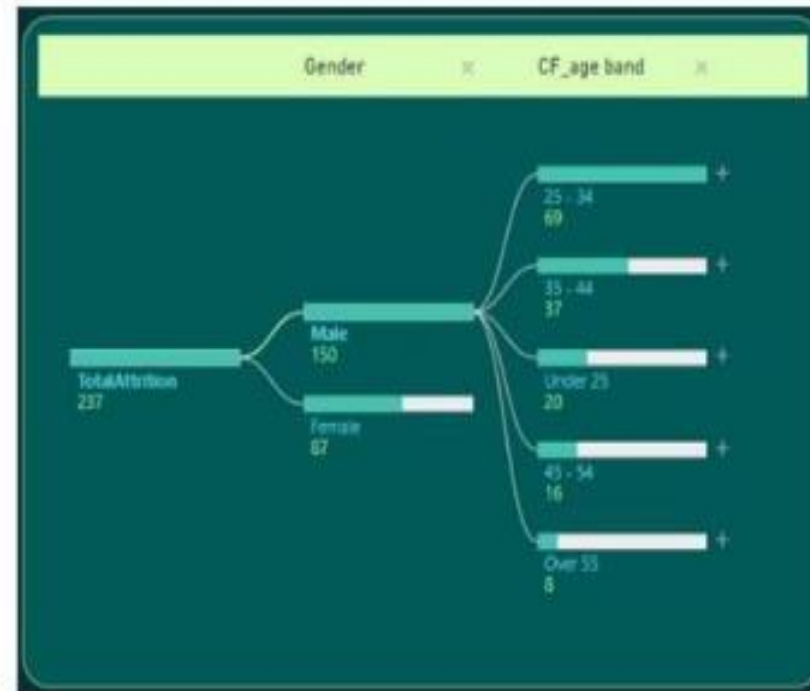 Gender × CF_age band ×
25 - 34
69
35 - 44
37
Under 25
20
45 - 54
16
Over 55
8
Male
150
Female
87
TotalAttrition
237